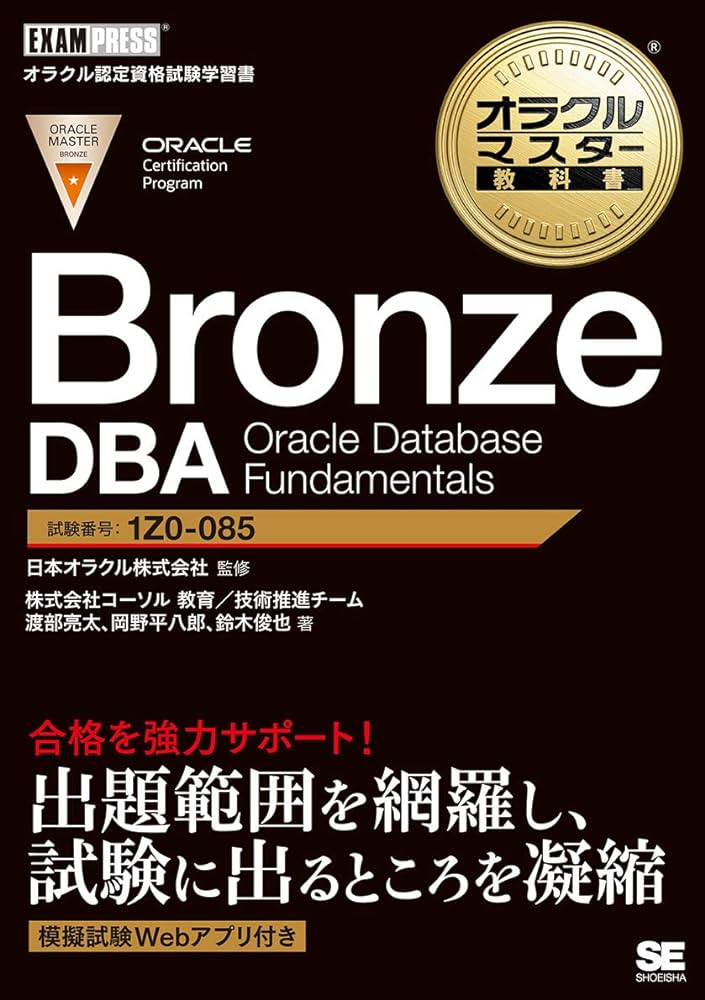 EXAMPRESS®
オラクル認定資格試験学習書
ORACLE
MASTER
BRONZE
ORACLE
Certification
Program
®
オラクル
マスター
教科書
Bronze
DBA
Oracle Database
Fundamentals
試験番号：1Z0-085
日本オラクル株式会社 監修
株式会社コーソル 教育／技術推進チーム
渡部亮太、岡野平八郎、鈴木俊也 著
合格を強力サポート！
出題範囲を網羅し、
試験に出るところを凝縮
模擬試験Webアプリ付き
SE
SHOEISHA